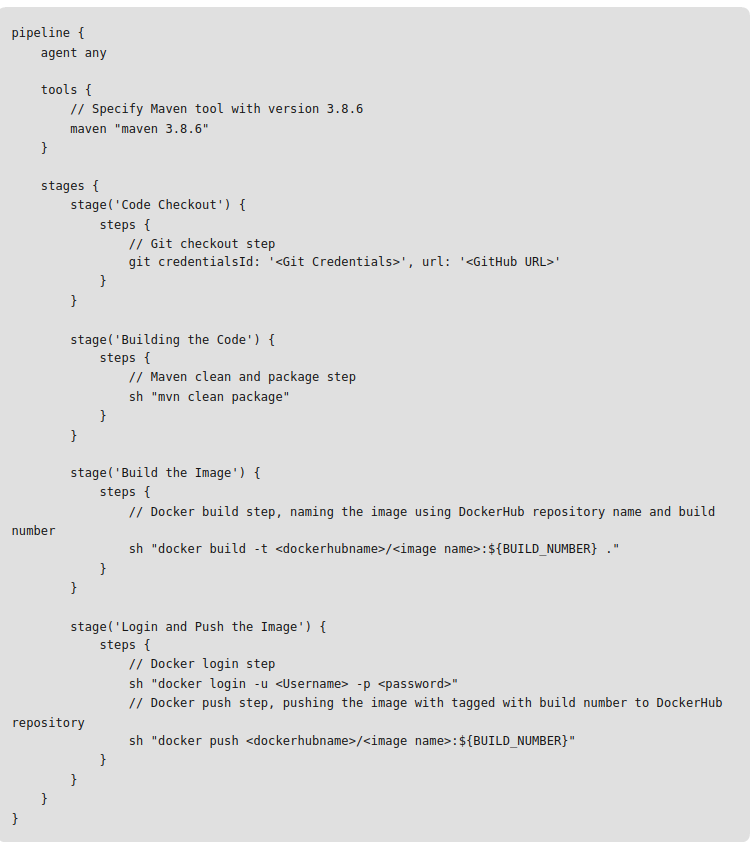 pipeline {
    agent any

    tools {
        // Specify Maven tool with version 3.8.6
        maven "maven 3.8.6"
    }

    stages {
        stage('Code Checkout') {
            steps {
                // Git checkout step
                git credentialsId: '<Git Credentials>', url: '<GitHub URL>'
            }
        }

        stage('Building the Code') {
            steps {
                // Maven clean and package step
                sh "mvn clean package"
            }
        }

        stage('Build the Image') {
            steps {
                // Docker build step, naming the image using DockerHub repository name and build
number
                sh "docker build -t <dockerhubname>/<image name>:${BUILD_NUMBER} ."
            }
        }

        stage('Login and Push the Image') {
            steps {
                // Docker login step
                sh "docker login -u <Username> -p <password>"
                // Docker push step, pushing the image with tagged with build number to DockerHub
repository
                sh "docker push <dockerhubname>/<image name>:${BUILD_NUMBER}"
            }
        }
    }
}